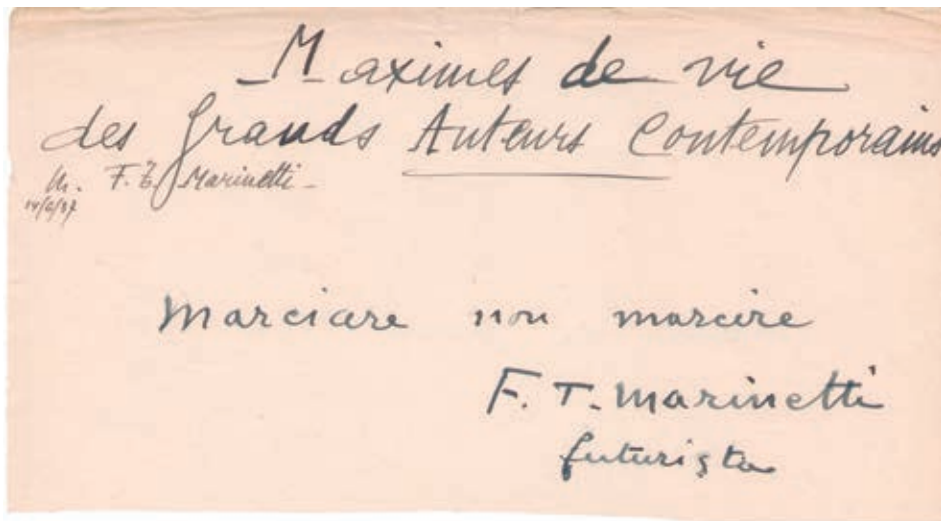 Maximes de vie
des Grands Auteurs Contemporains
M. F. T. Marinetti
Marciare non marcire
F. T. Marinetti
futurista